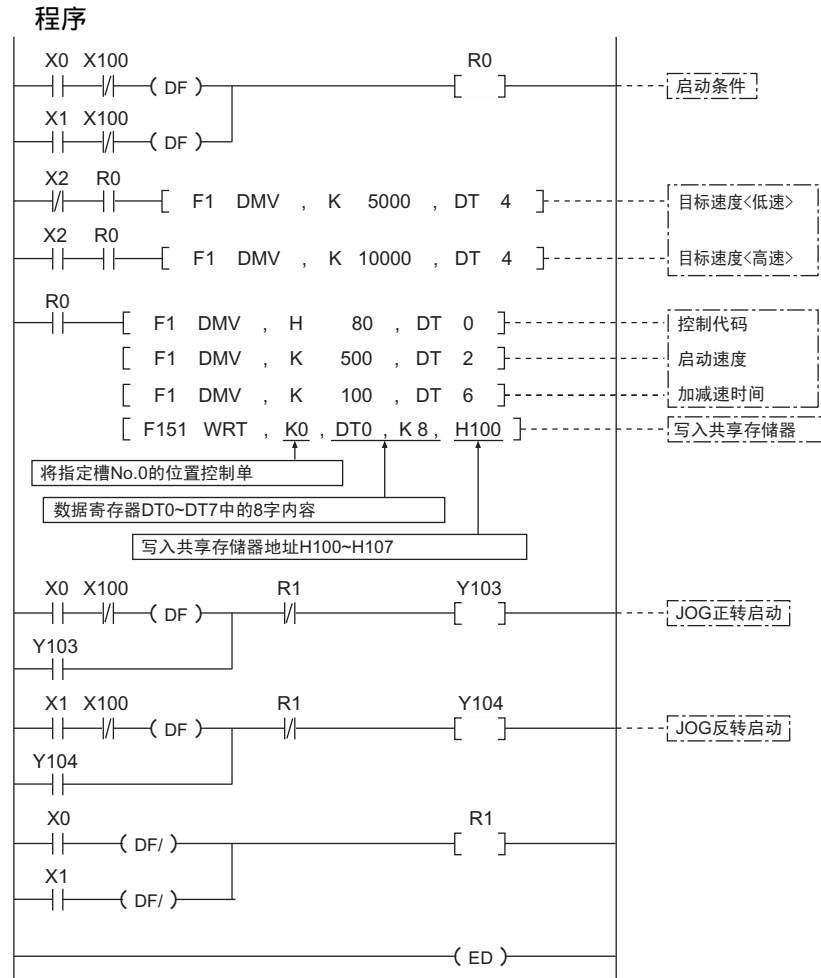 程序
X0 X100 R0
( DF ) 启动条件
X1 X100
( DF )
X2 R0
[ F1 DMV , K 5000 , DT 4 ] 目标速度<低速>
X2 R0
[ F1 DMV , K 10000 , DT 4 ] 目标速度<高速>
R0
[ F1 DMV , H 80 , DT 0 ] 控制代码
[ F1 DMV , K 500 , DT 2 ] 启动速度
[ F1 DMV , K 100 , DT 6 ] 加减速时间
[ F151 WRT , K0 , DT0 , K 8 , H100 ] 写入共享存储器
将指定槽No.0的位置控制单
数据寄存器DT0~DT7中的8字内容
写入共享存储器地址H100~H107
X0 X100 R1 Y103
( DF ) JOG正转启动
Y103
X1 X100 R1 Y104
( DF ) JOG反转启动
Y104
X0 R1
( DF/ )
X1
( DF/ )
( ED )